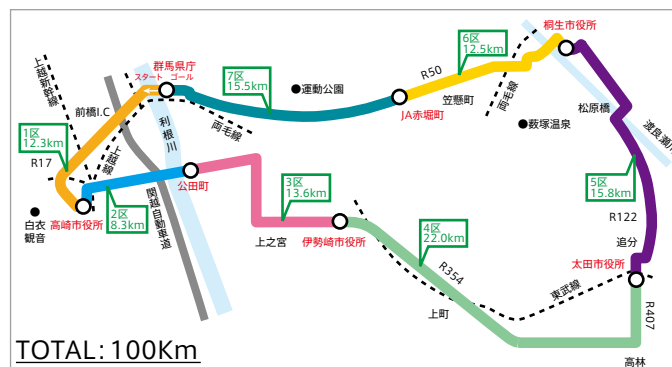 上越新幹線
群馬県庁
スタート ゴール
前橋I.C
1区
12.3km
R17
上越線
利根川
両毛線
7区
15.5km
運動公園
JA赤堀町
R50
6区
12.5km
笠懸町
両毛線
桐生市役所
薮塚温泉
松原橋
渡良瀬川
5区
15.8km
R122
追分
太田市役所
東武線
R407
高林
4区
22.0km
R354
上町
伊勢崎市役所
3区
13.6km
上之宮
公田町
関越自動車道
2区
8.3km
高崎市役所
白衣
観音
TOTAL:100Km